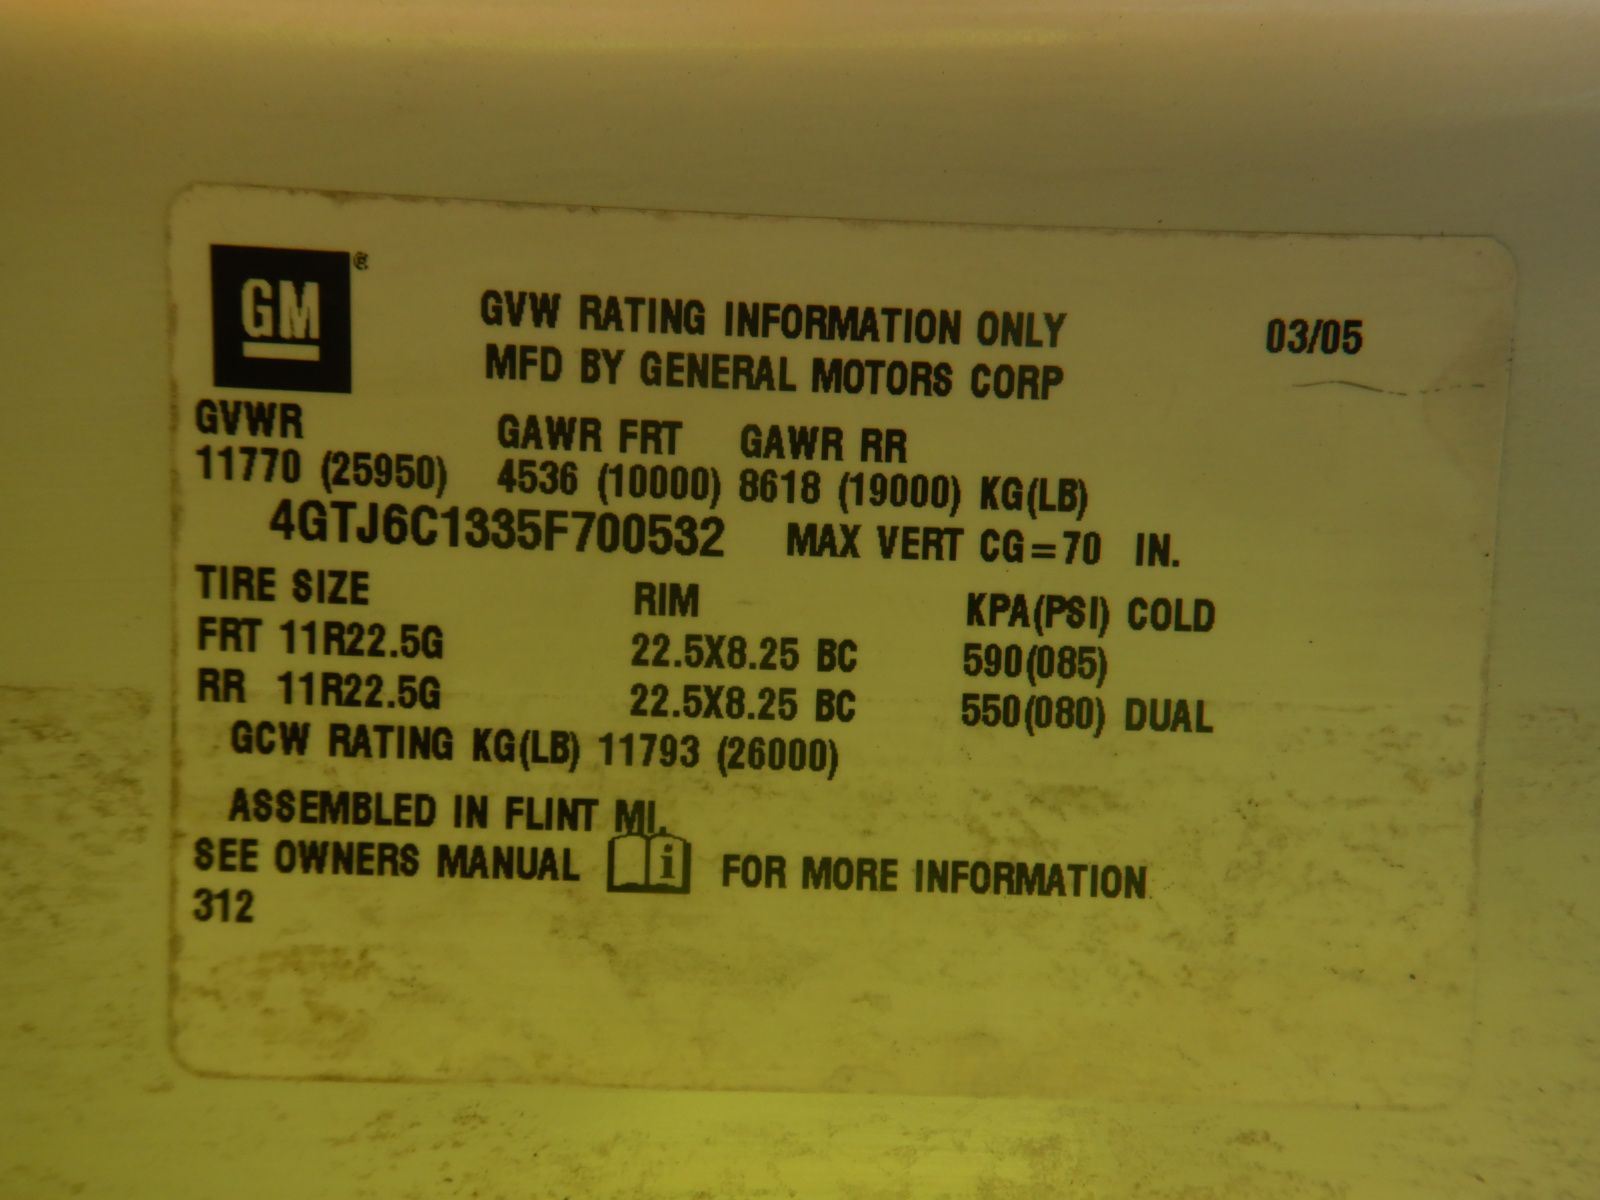 GM ®
GVW RATING INFORMATION ONLY 03/05
MFD BY GENERAL MOTORS CORP
GVWR GAWR FRT GAWR RR
11770 (25950) 4536 (10000) 8618 (19000) KG(LB)
4GTJ6C1335F700532 MAX VERT CG=70 IN.
TIRE SIZE RIM KPA(PSI) COLD
FRT 11R22.5G 22.5X8.25 BC 590(085)
RR 11R22.5G 22.5X8.25 BC 550(080) DUAL
GCW RATING KG(LB) 11793 (26000)
ASSEMBLED IN FLINT MI.
SEE OWNERS MANUAL i FOR MORE INFORMATION
312